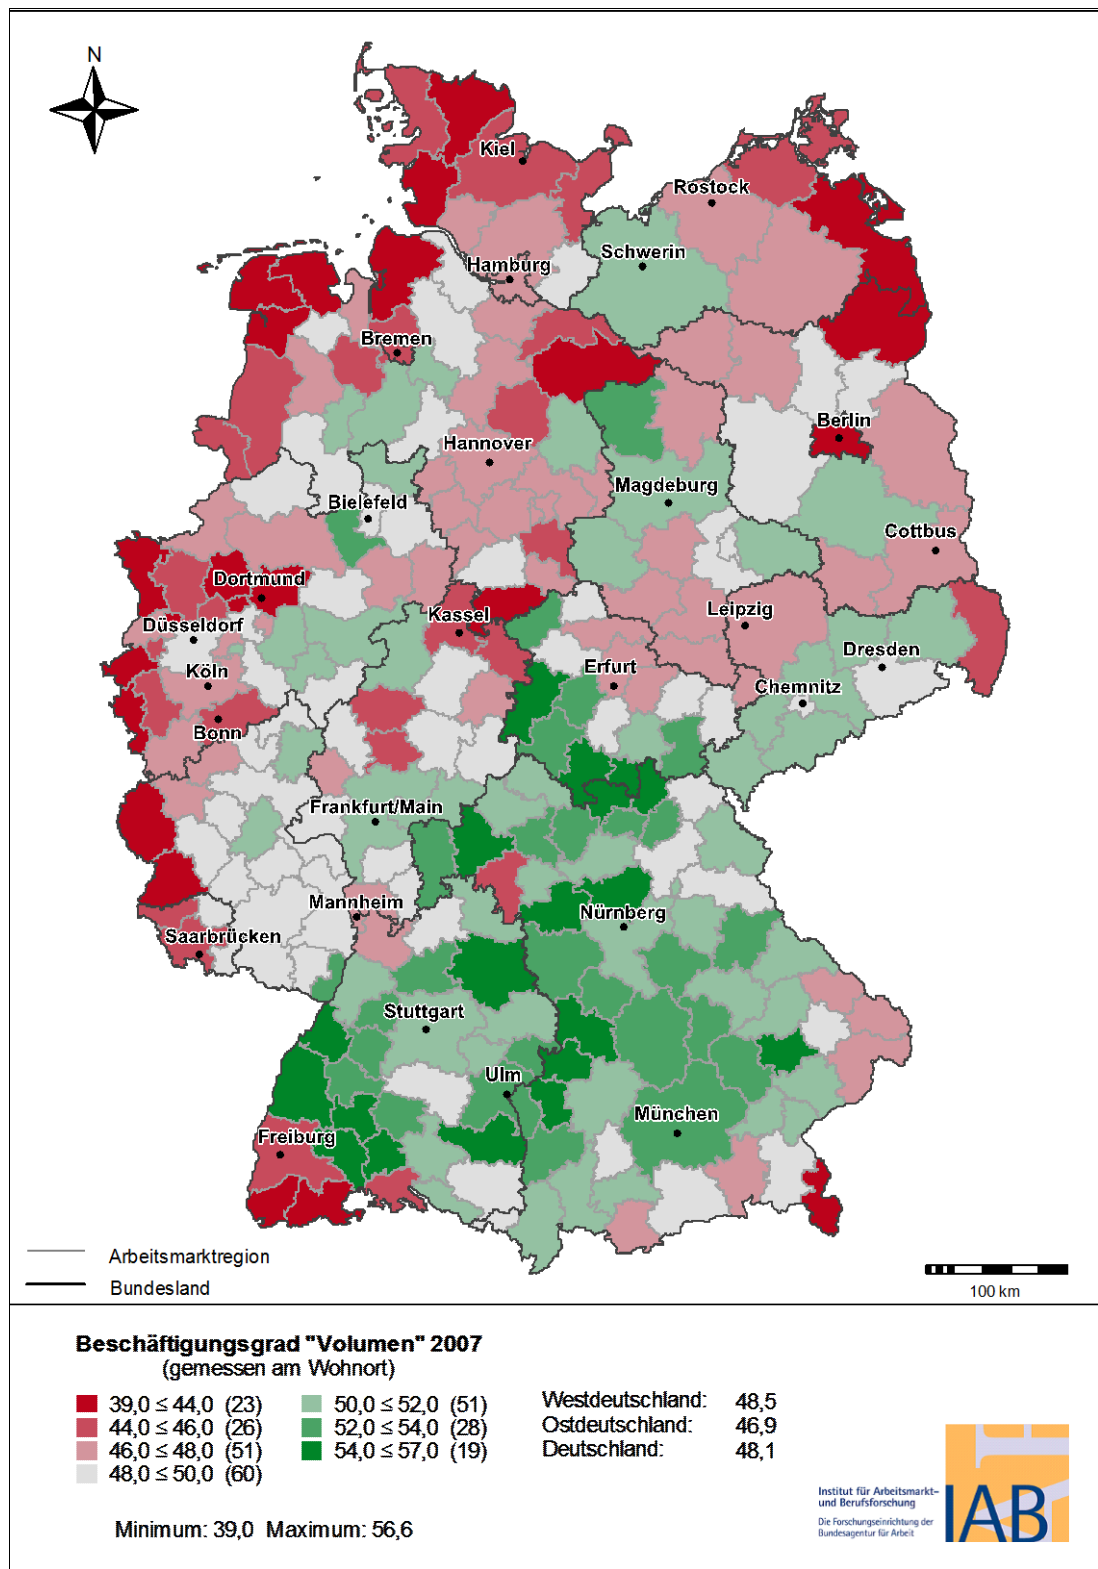 N
Kiel
Rostock
Schwerin
Hamburg
Bremen
Berlin
Hannover
Magdeburg
Bielefeld
Cottbus
Dortmund
Leipzig
Kassel
Düsseldorf
Dresden
Erfurt
Köln
Chemnitz
Bonn
Frankfurt/Main
Mannheim
Nürnberg
Saarbrücken
Stuttgart
Ulm
München
Freiburg
Arbeitsmarktregion
Bundesland
100 km
Beschäftigungsgrad "Volumen" 2007
(gemessen am Wohnort)
39,0 ≤ 44,0 (23)
44,0 ≤ 46,0 (26)
46,0 ≤ 48,0 (51)
48,0 ≤ 50,0 (60)
50,0 ≤ 52,0 (51)
52,0 ≤ 54,0 (28)
54,0 ≤ 57,0 (19)
Westdeutschland: 48,5
Ostdeutschland: 46,9
Deutschland: 48,1
Minimum: 39,0 Maximum: 56,6
Institut für Arbeitsmarkt-
und Berufsforschung
Die Forschungseinrichtung der
Bundesagentur für Arbeit
IAB